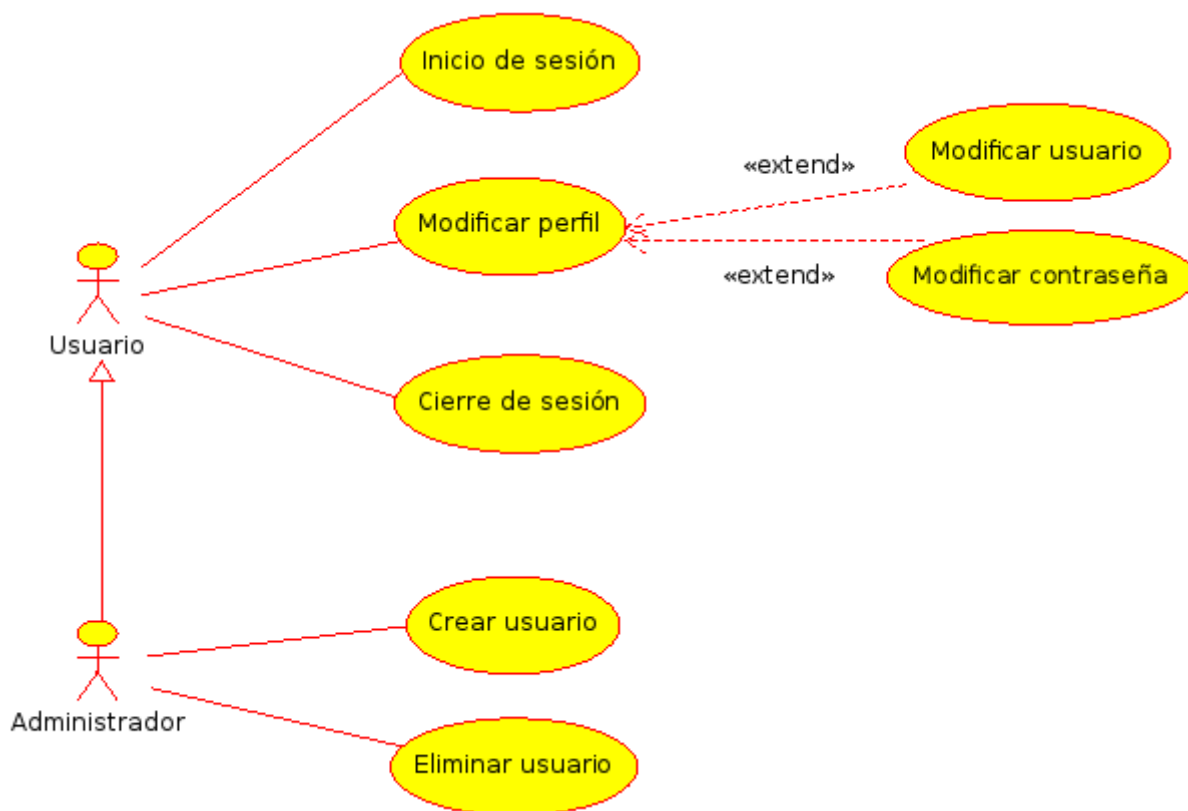 Inicio de sesión
Modificar usuario
«extend»
Modificar perfil
«extend»
Modificar contraseña
Usuario
Cierre de sesión
Crear usuario
Administrador
Eliminar usuario